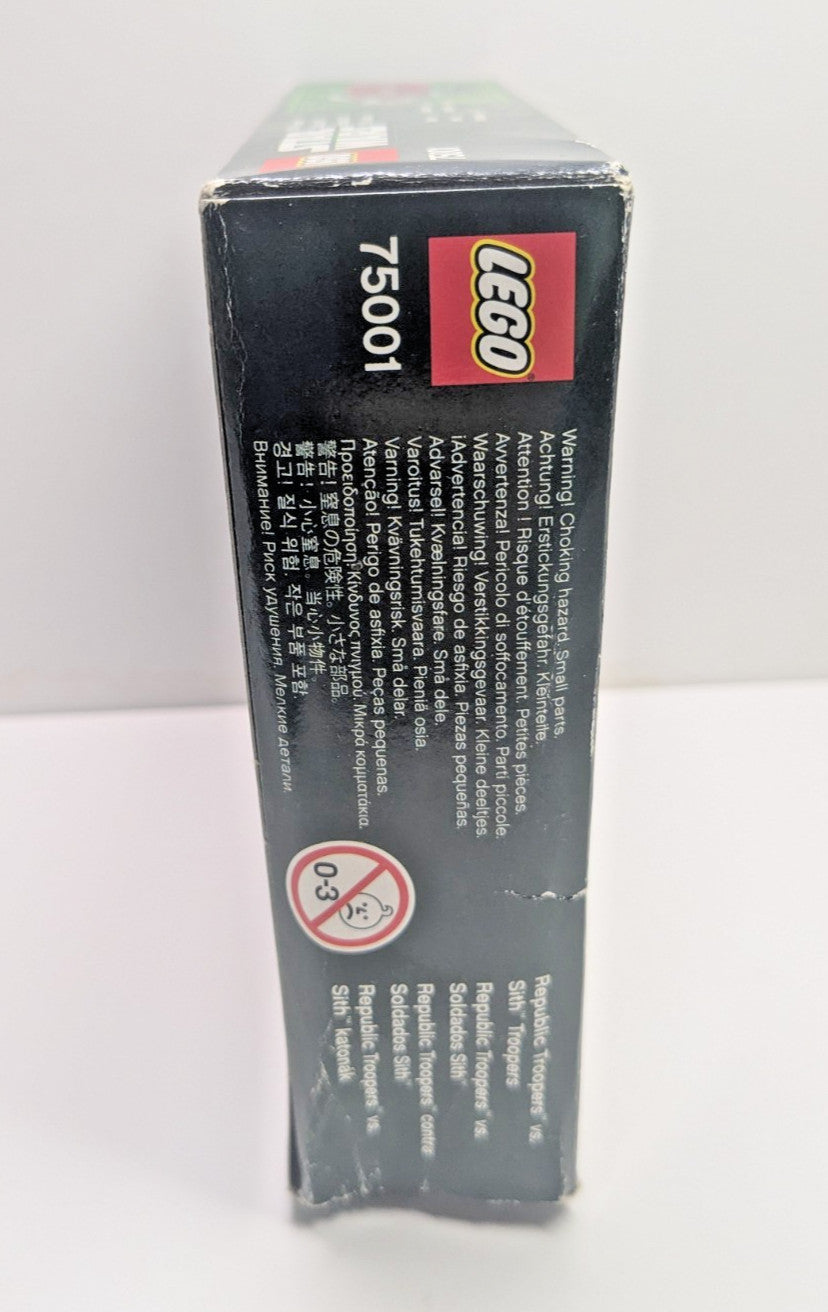 LEGO
75001
Warning! Choking hazard. Small parts.
Achtung! Erstickungsgefahr. Kleinteile.
Attention ! Risque d'étouffement. Petites pièces.
Avvertenza! Pericolo di soffocamento. Parti piccole.
Waarschuwing! Verstikkingsgevaar. Kleine deeltjes.
¡Advertencia! Riesgo de asfixia. Piezas pequeñas.
Advarsel! Kvælningsfare. Små dele.
Varoitus! Tukehtumisvaara. Pieniä osia.
Varning! Kvävningsrisk. Små delar.
Atenção! Perigo de asfixia. Peças pequenas.
Προειδοποίηση! Κίνδυνος πνιγμού. Μικρά κομματάκια.
警告！窒息の危険性。小さな部品。
警告！小心窒息。当心小物件
경고! 질식 위험. 작은 부품 포함.
Внимание! Риск удушения. Мелкие детали.
0-3
Republic Troopers™ vs.
Sith™ Troopers
Republic Troopers™ vs.
Soldados Sith™
Republic Troopers™ contra
Soldados Sith™
Republic Troopers™ vs.
Sith™ katonák